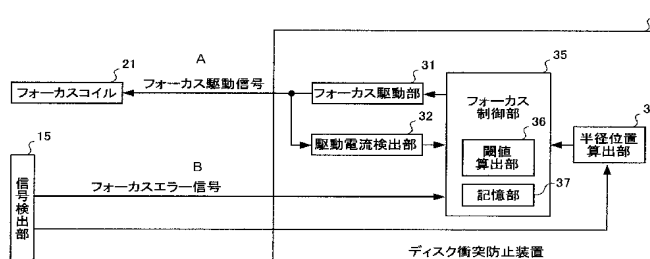 A
21
フォーカスコイル
フォーカス駆動信号
31
フォーカス駆動部
35
フォーカス
制御部
32
駆動電流検出部
36
閾値
算出部
半径位置
算出部
15
信号検出部
B
フォーカスエラー信号
37
記憶部
ディスク衝突防止装置